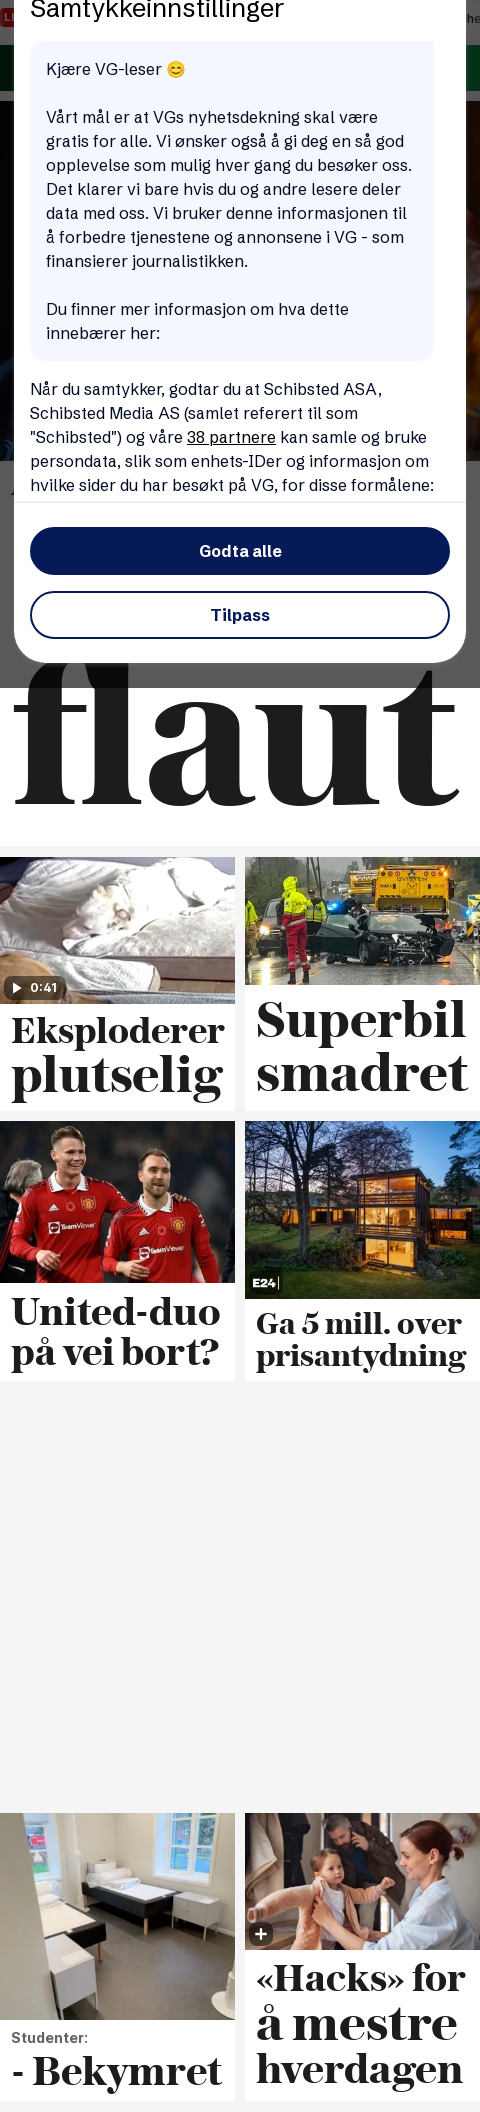 Samtykkeinnstillinger
Kjære VG-leser 😊
Vårt mål er at VGs nyhetsdekning skal være
gratis for alle. Vi ønsker også å gi deg en så god
opplevelse som mulig hver gang du besøker oss.
Det klarer vi bare hvis du og andre lesere deler
data med oss. Vi bruker denne informasjonen til
å forbedre tjenestene og annonsene i VG - som
finansierer journalistikken.
Du finner mer informasjon om hva dette
innebærer her:
Når du samtykker, godtar du at Schibsted ASA,
Schibsted Media AS (samlet referert til som
"Schibsted") og våre 38 partnere kan samle og bruke
persondata, slik som enhets-IDer og informasjon om
hvilke sider du har besøkt på VG, for disse formålene:
Godta alle
Tilpass
flaut
0:41
Eksploderer
plutselig
Superbil
smadret
TeamViewer
TeamViewer
United-duo
på vei bort?
E24
Ga 5 mill. over
prisantydning
Studenter:
- Bekymret
«Hacks» for
å mestre
hverdagen